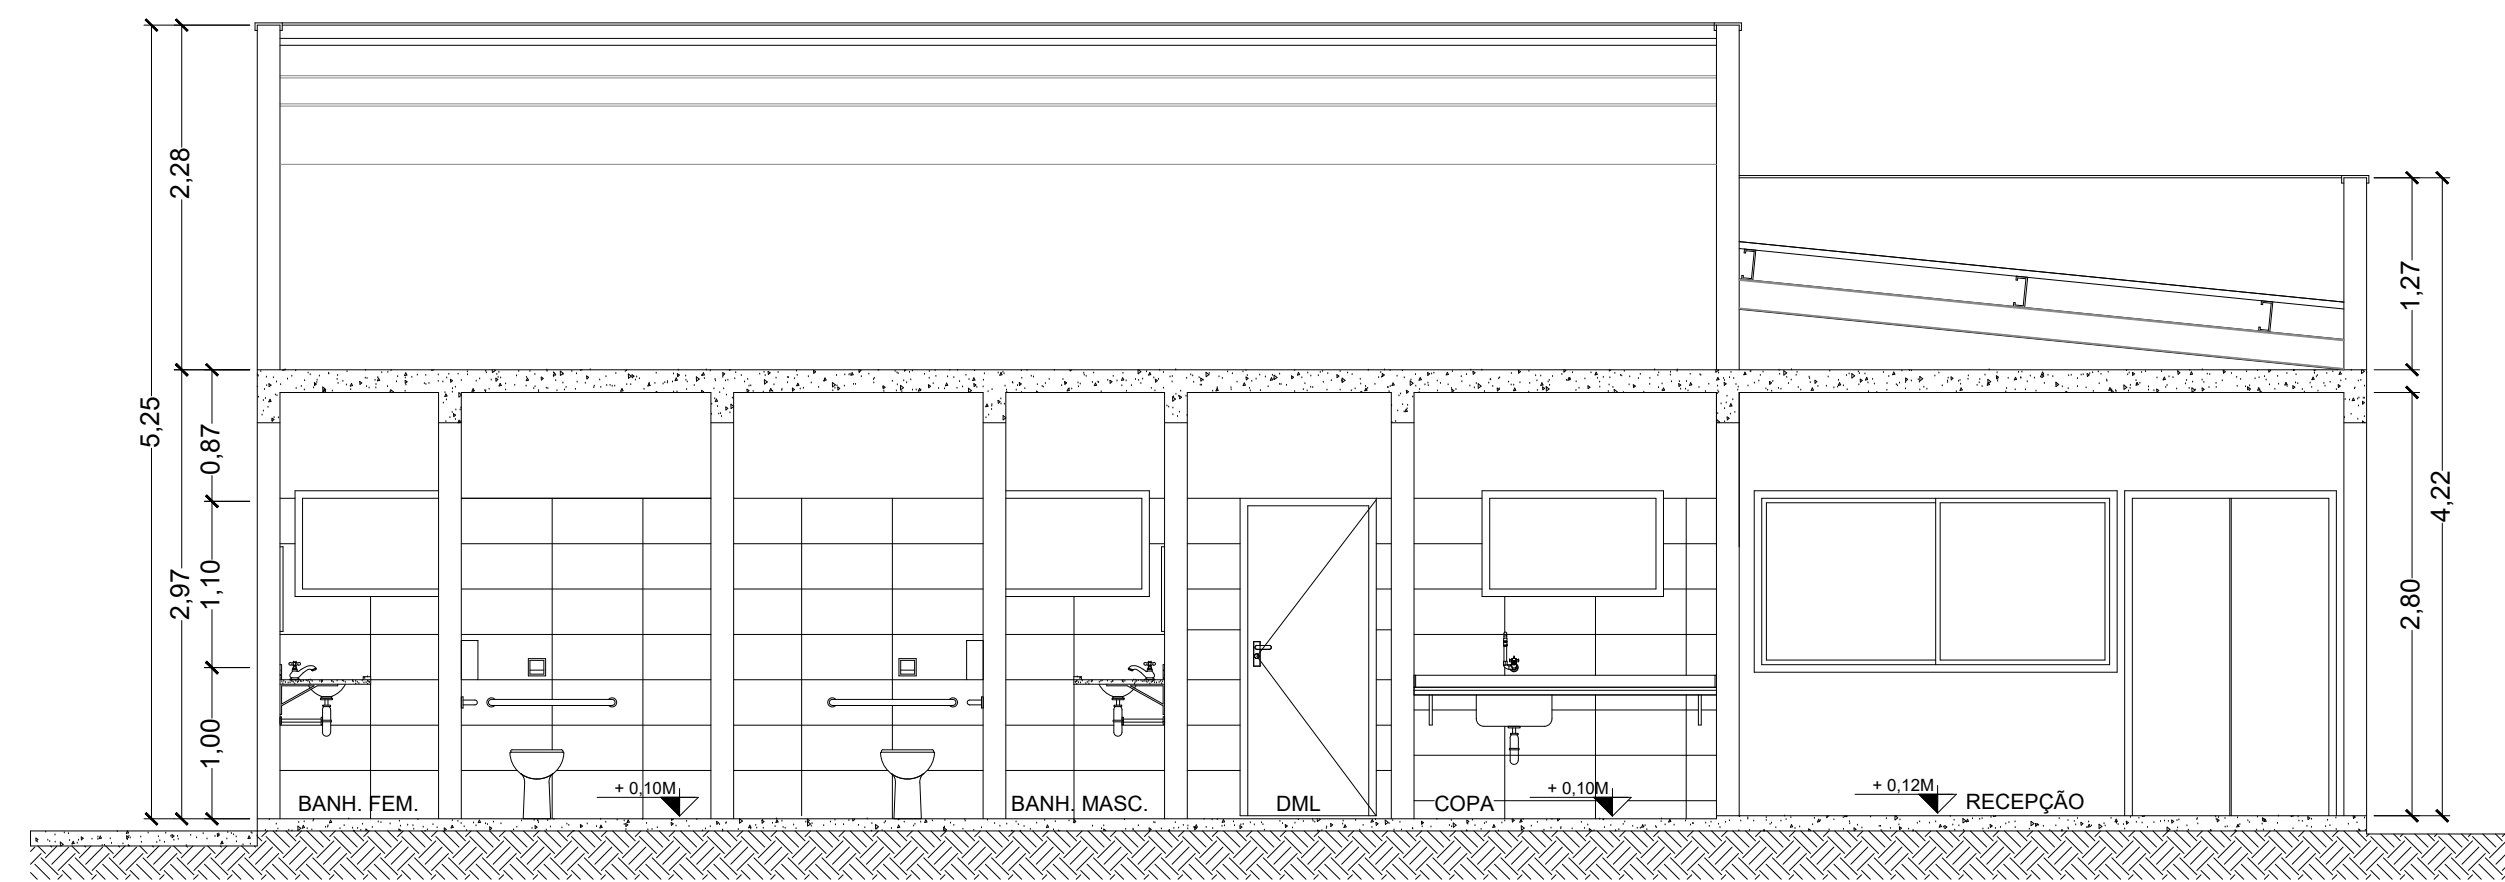 2,28
1,27
5,25
0,87
4,22
2,97
1,10
2,80
1,00
+ 0,10M
+ 0,10M
+ 0,12M
BANH. FEM.
BANH. MASC.
DML
COPA
RECEPÇÃO